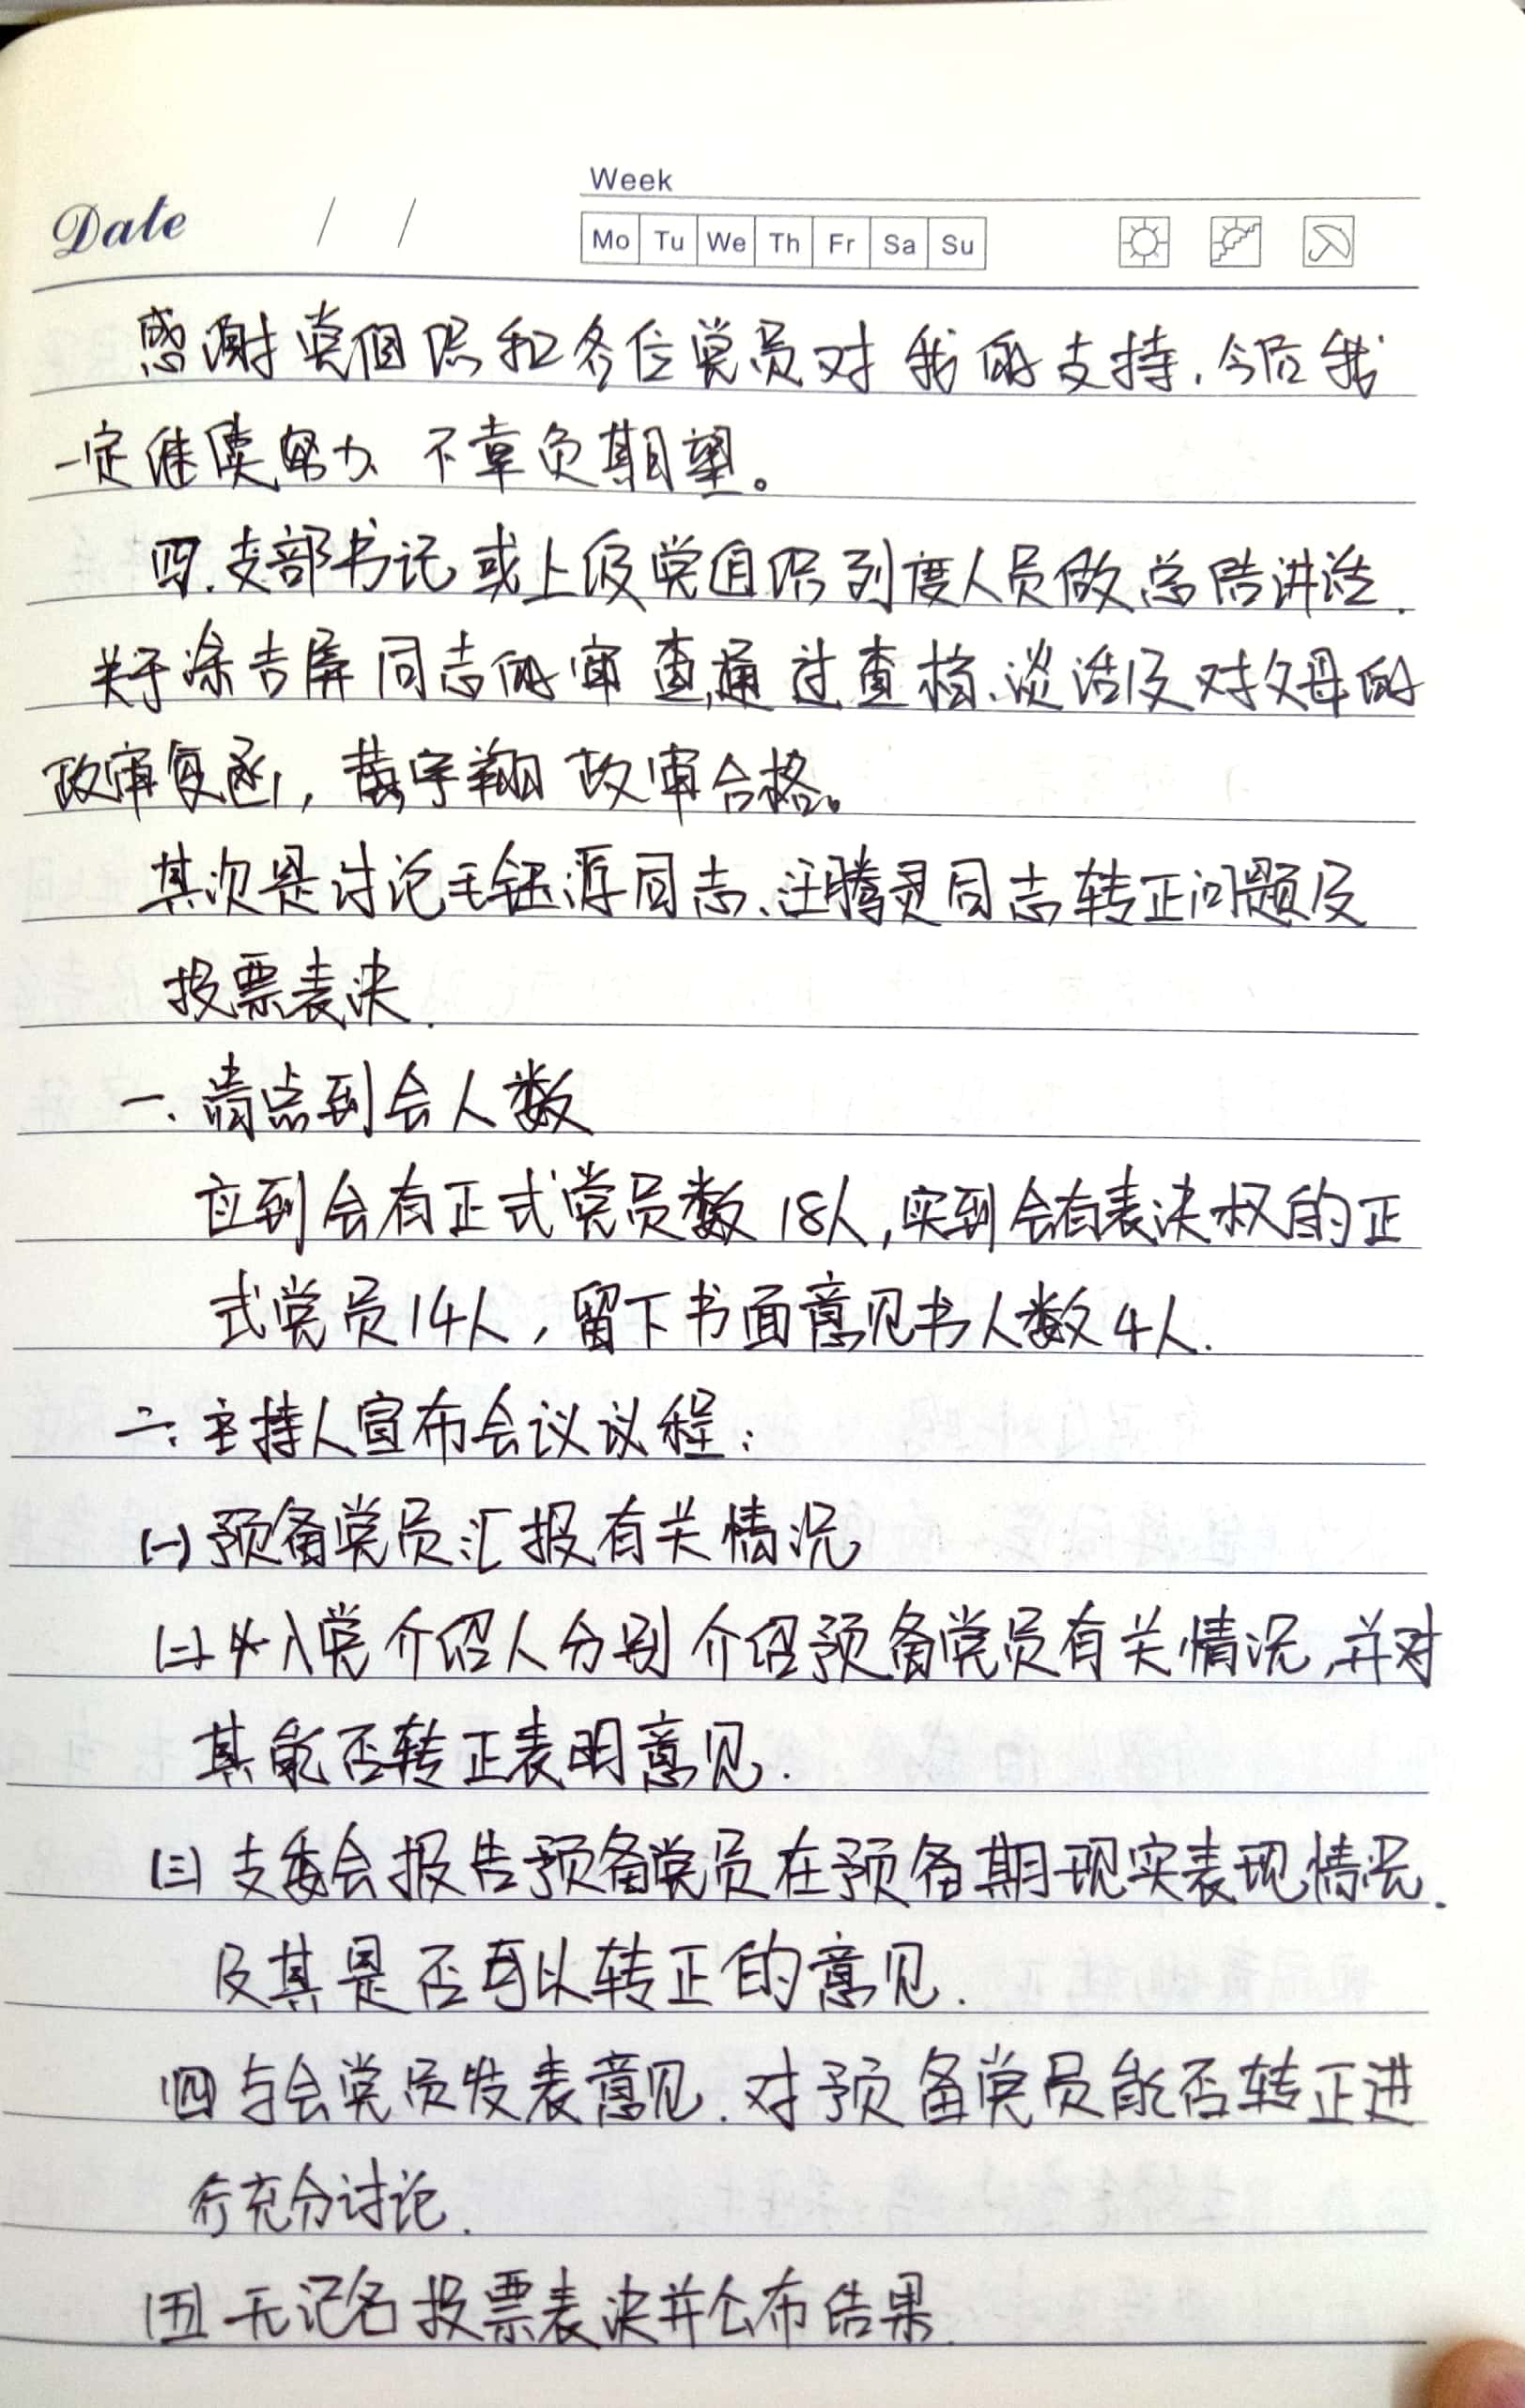 Week
Date / /
Mo Tu We Th Fr Sa Su
感谢党组织和各位党员对我的支持,今后我
一定继续努力 不辜负期望。
四.支部书记或上级党组织列席人员做总结讲话.
关于涂吉屏同志的审查,通过查档、谈话及对父母的
政审复函,黄宇翔政审合格。
其次是讨论毛钰源同志、汪腾灵同志转正问题及
投票表决.
一.清点到会人数
应到会有正式党员数18人,实到会有表决权的正
式党员14人,留下书面意见书人数4人.
二.主持人宣布会议议程:
(一)预备党员汇报有关情况
(二)入党介绍人分别介绍预备党员有关情况,并对
其能否转正表明意见.
(三)支委会报告预备党员在预备期现实表现情况.
及其是否可以转正的意见.
(四)与会党员发表意见.对预备党员能否转正进
行充分讨论.
(五)无记名投票表决并公布结果.